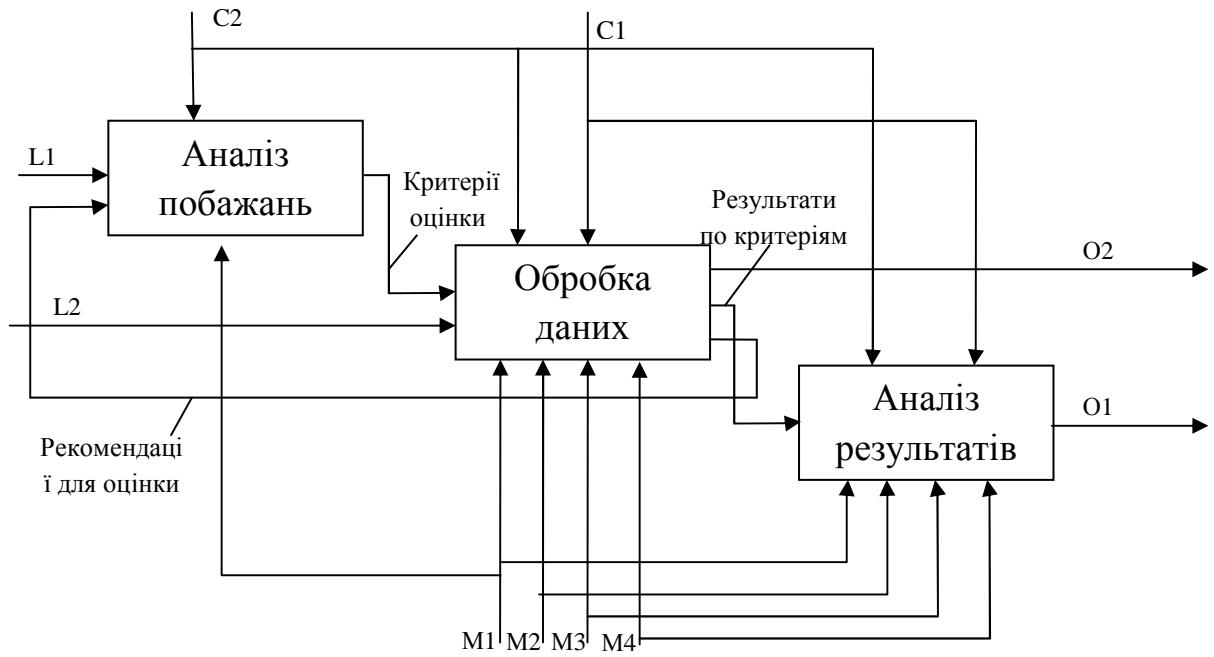 C2
C1
L1
Аналіз
побажань
Критерії
оцінки
Результати
по критеріям
L2
Обробка
даних
O2
Аналіз
результатів
O1
Рекомендаці
ї для оцінки
M1
M2
M3
M4